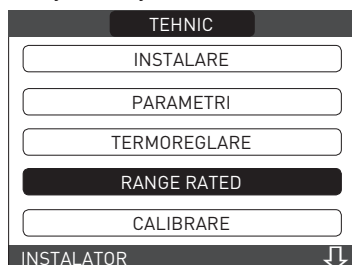 TEHNIC
INSTALARE
PARAMETRI
TERMOREGLARE
RANGE RATED
CALIBRARE
INSTALATOR